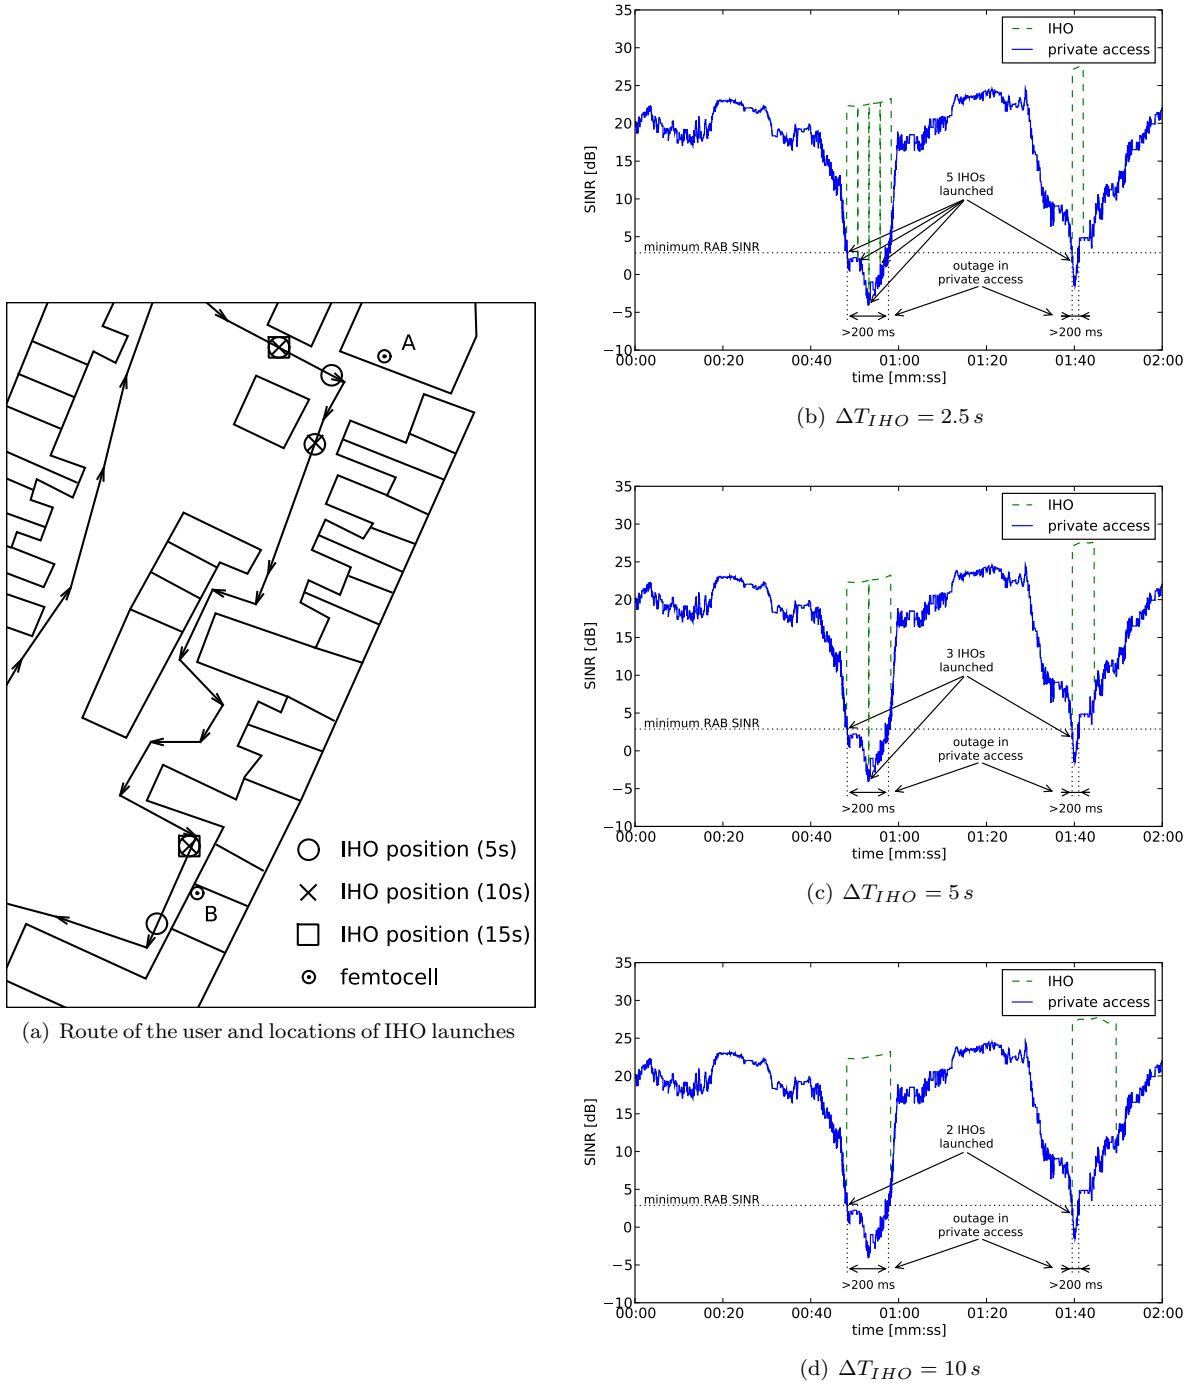 A
B
IHO position (5s)
IHO position (10s)
IHO position (15s)
femtocell
(a) Route of the user and locations of IHO launches
35
30
25
20
15
10
5
0
−5
−10
SINR [dB]
IHO
private access
5 IHOs
launched
minimum RAB SINR
outage in
private access
>200 ms
>200 ms
00:00 00:20 00:40 01:00 01:20 01:40 02:00
time [mm:ss]
(b) ΔT_{IHO} = 2.5 s
35
30
25
20
15
10
5
0
−5
−10
SINR [dB]
IHO
private access
3 IHOs
launched
minimum RAB SINR
outage in
private access
>200 ms
>200 ms
00:00 00:20 00:40 01:00 01:20 01:40 02:00
time [mm:ss]
(c) ΔT_{IHO} = 5 s
35
30
25
20
15
10
5
0
−5
−10
SINR [dB]
IHO
private access
2 IHOs
launched
minimum RAB SINR
outage in
private access
>200 ms
>200 ms
00:00 00:20 00:40 01:00 01:20 01:40 02:00
time [mm:ss]
(d) ΔT_{IHO} = 10 s